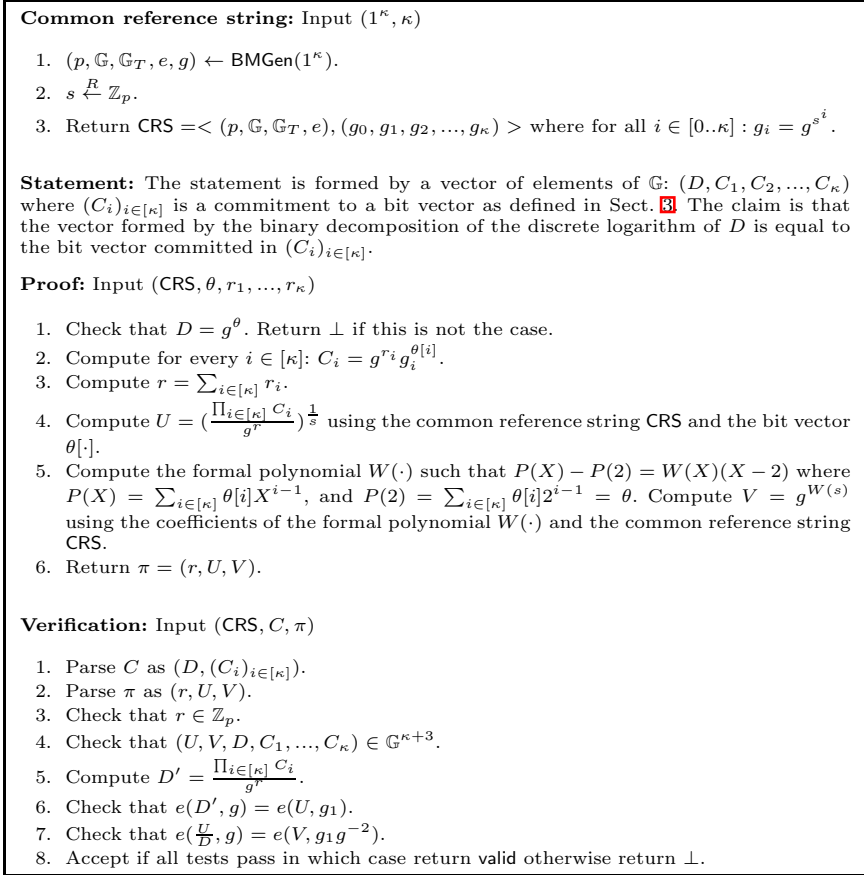 Common reference string: Input (1^κ, κ)
1. (p, 𝔾, 𝔾_T, e, g) ← BMGen(1^κ).
2. s ←^R ℤ_p.
3. Return CRS =< (p, 𝔾, 𝔾_T, e), (g_0, g_1, g_2, ..., g_κ) > where for all i ∈ [0..κ] : g_i = g^{s^i}.
Statement: The statement is formed by a vector of elements of 𝔾: (D, C_1, C_2, ..., C_κ)
where (C_i)_{i∈[κ]} is a commitment to a bit vector as defined in Sect. 3. The claim is that
the vector formed by the binary decomposition of the discrete logarithm of D is equal to
the bit vector committed in (C_i)_{i∈[κ]}.
Proof: Input (CRS, θ, r_1, ..., r_κ)
1. Check that D = g^θ. Return ⊥ if this is not the case.
2. Compute for every i ∈ [κ]: C_i = g^{r_i} g_i^{θ[i]}.
3. Compute r = ∑_{i∈[κ]} r_i.
4. Compute U = (\frac{∏_{i∈[κ]} C_i}{g^r})^{\frac{1}{s}} using the common reference string CRS and the bit vector
θ[·].
5. Compute the formal polynomial W(·) such that P(X) − P(2) = W(X)(X − 2) where
P(X) = ∑_{i∈[κ]} θ[i]X^{i−1}, and P(2) = ∑_{i∈[κ]} θ[i]2^{i−1} = θ. Compute V = g^{W(s)}
using the coefficients of the formal polynomial W(·) and the common reference string
CRS.
6. Return π = (r, U, V).
Verification: Input (CRS, C, π)
1. Parse C as (D, (C_i)_{i∈[κ]}).
2. Parse π as (r, U, V).
3. Check that r ∈ ℤ_p.
4. Check that (U, V, D, C_1, ..., C_κ) ∈ 𝔾^{κ+3}.
5. Compute D′ = \frac{∏_{i∈[κ]} C_i}{g^r}.
6. Check that e(D′, g) = e(U, g_1).
7. Check that e(\frac{U}{D}, g) = e(V, g_1 g^{−2}).
8. Accept if all tests pass in which case return valid otherwise return ⊥.